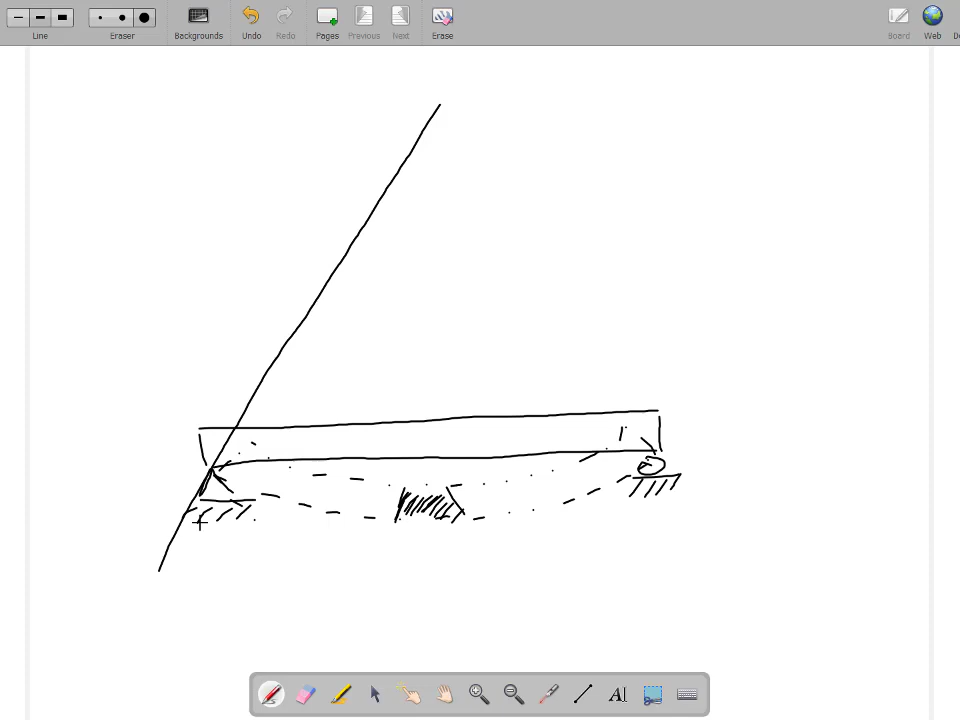 Line
Eraser
Backgrounds
Undo
Redo
Pages
Previous
Next
Erase
Board
Web